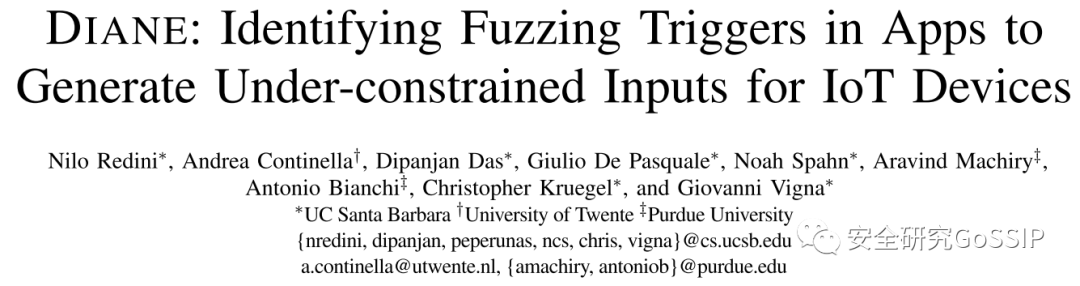 DIANE: Identifying Fuzzing Triggers in Apps to
Generate Under-constrained Inputs for IoT Devices
Nilo Redini*, Andrea Continella†, Dipanjan Das*, Giulio De Pasquale*, Noah Spahn*, Aravind Machiry‡,
Antonio Bianchi‡, Christopher Kruegel*, and Giovanni Vigna*
*UC Santa Barbara †University of Twente ‡Purdue University
{nredini, dipanjan, peperunas, ncs, chris, vigna}@cs.ucsb.edu
a.continella@utwente.nl, {amachiry, antoniob}@purdue.edu
安全研究GoSSIP